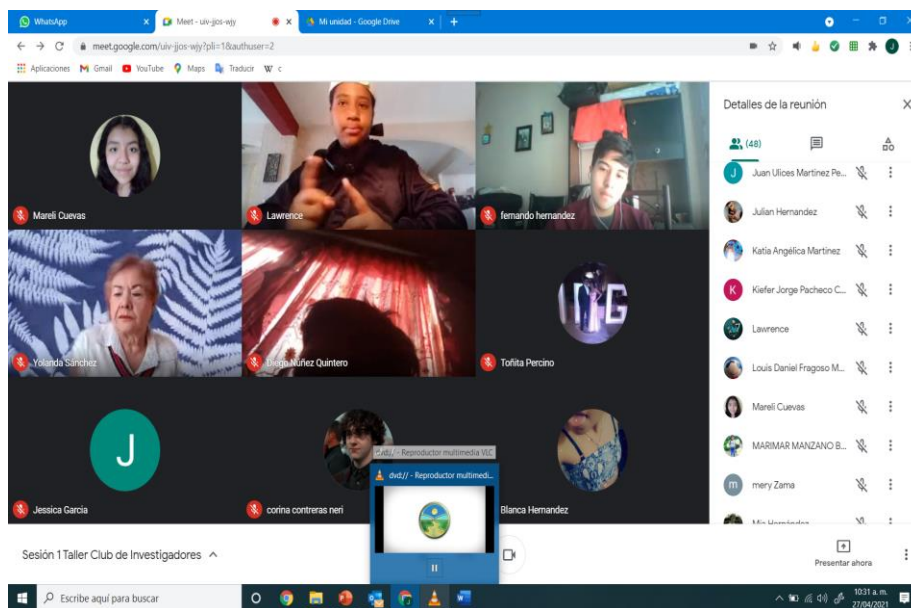 WhatsApp
Meet - uiv-jjos-wjy
Mi unidad - Google Drive
meet.google.com/uiv-jjos-wjy?pli=1&authuser=2
Aplicaciones
Gmail
YouTube
Maps
Traducir
W c
Detalles de la reunión
(48)
Mareli Cuevas
Lawrence
fernando hernandez
Yolanda Sánchez
Diego Núñez Quintero
Toñita Percino
Jessica Garcia
corina contreras neri
Blanca Hernandez
J
J
Juan Ulices Martinez Pe...
Julian Hernandez
Katia Angélica Martinez
K
Kiefer Jorge Pacheco C...
Lawrence
Louis Daniel Fragoso M...
Mareli Cuevas
MARIMAR MANZANO B...
m
mery Zama
Mia Hernández
dvd:// - Reproductor multimedia VLC
dvd:// - Reproductor multimedi...
Sesión 1 Taller Club de Investigadores
Presentar ahora
Escribe aquí para buscar
10:31 a. m.
27/04/2021